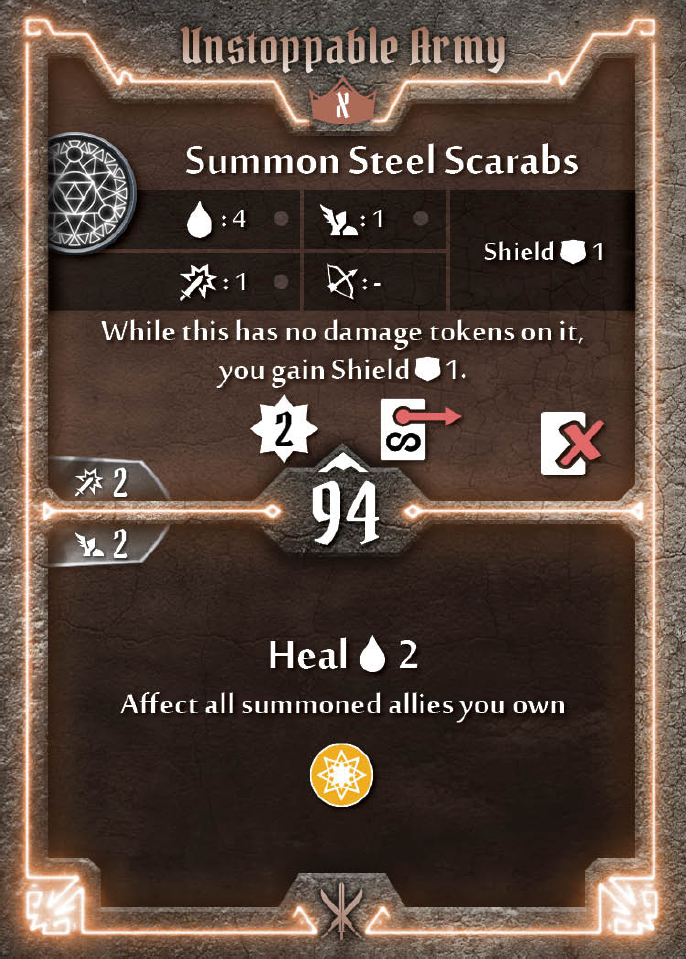 Unstoppable Army
X
Summon Steel Scarabs
: 4
: 1
Shield 1
: 1
: -
While this has no damage tokens on it,
you gain Shield 1.
2
2
94
2
Heal 2
Affect all summoned allies you own